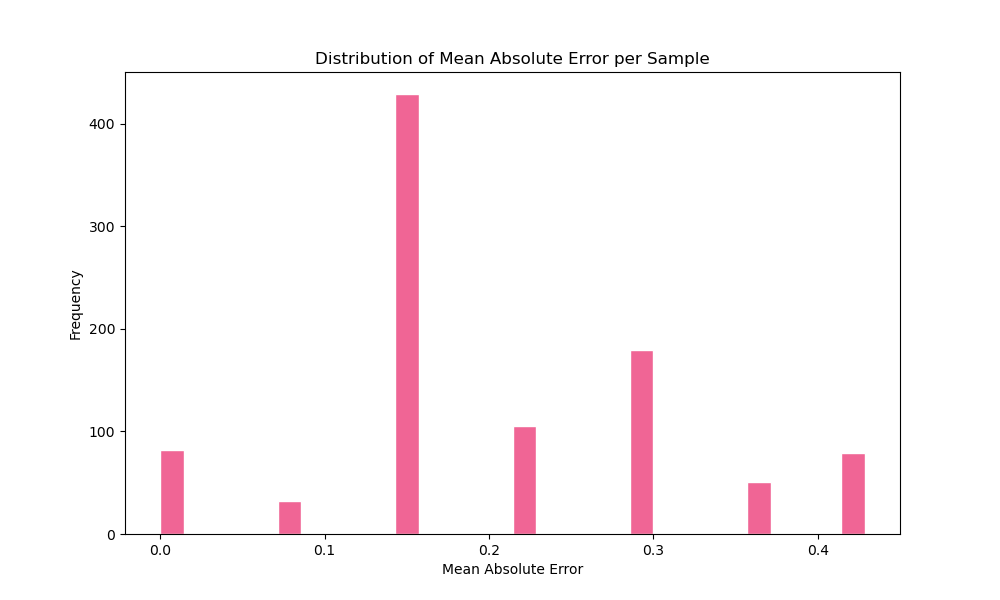 Distribution of Mean Absolute Error per Sample
400
300
200
100
0
Frequency
0.0 0.1 0.2 0.3 0.4
Mean Absolute Error